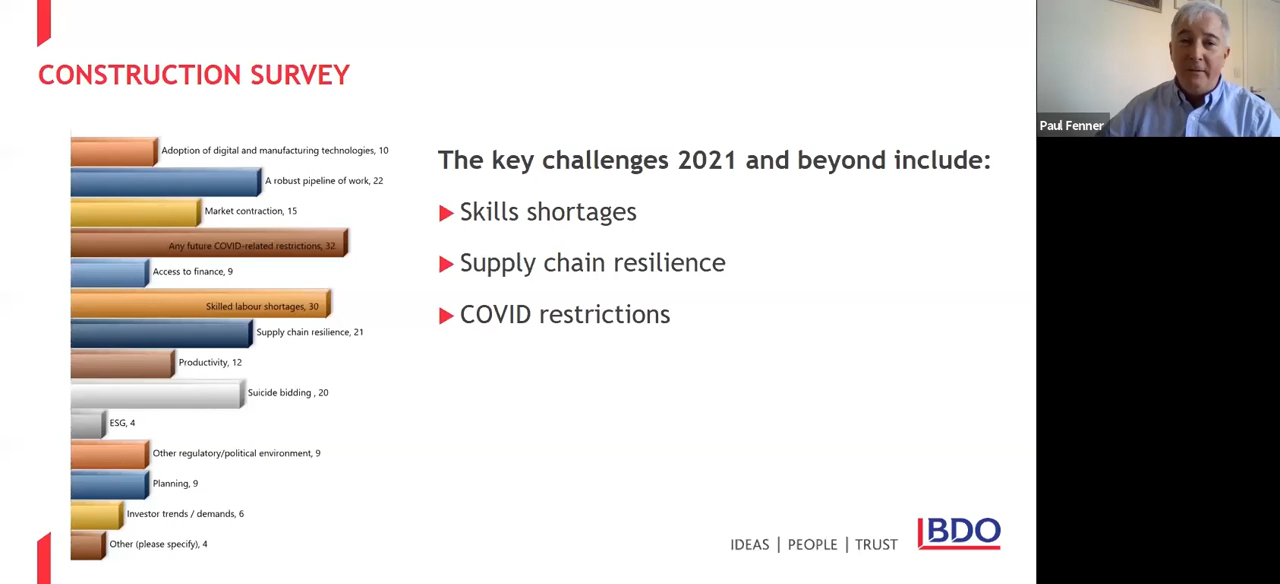 CONSTRUCTION SURVEY
Adoption of digital and manufacturing technologies, 10
A robust pipeline of work, 22
Market contraction, 15
Any future COVID-related restrictions, 32
Access to finance, 9
Skilled labour shortages, 30
Supply chain resilience, 21
Productivity, 12
Suicide bidding , 20
ESG, 4
Other regulatory/political environment, 9
Planning, 9
Investor trends / demands, 6
Other (please specify), 4
The key challenges 2021 and beyond include:
Skills shortages
Supply chain resilience
COVID restrictions
IDEAS | PEOPLE | TRUST
BDO
Paul Fenner